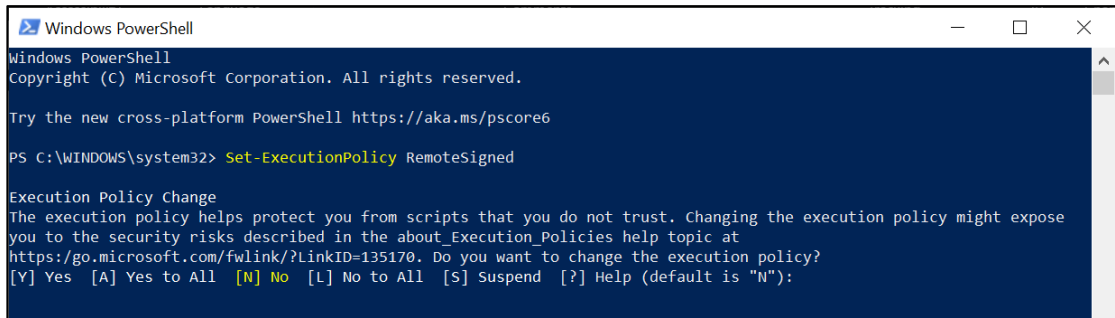 Windows PowerShell
Windows PowerShell
Copyright (C) Microsoft Corporation. All rights reserved.
Try the new cross-platform PowerShell https://aka.ms/pscore6
PS C:\WINDOWS\system32> Set-ExecutionPolicy RemoteSigned
Execution Policy Change
The execution policy helps protect you from scripts that you do not trust. Changing the execution policy might expose
you to the security risks described in the about_Execution_Policies help topic at
https:/go.microsoft.com/fwlink/?LinkID=135170. Do you want to change the execution policy?
[Y] Yes  [A] Yes to All  [N] No  [L] No to All  [S] Suspend  [?] Help (default is "N"):